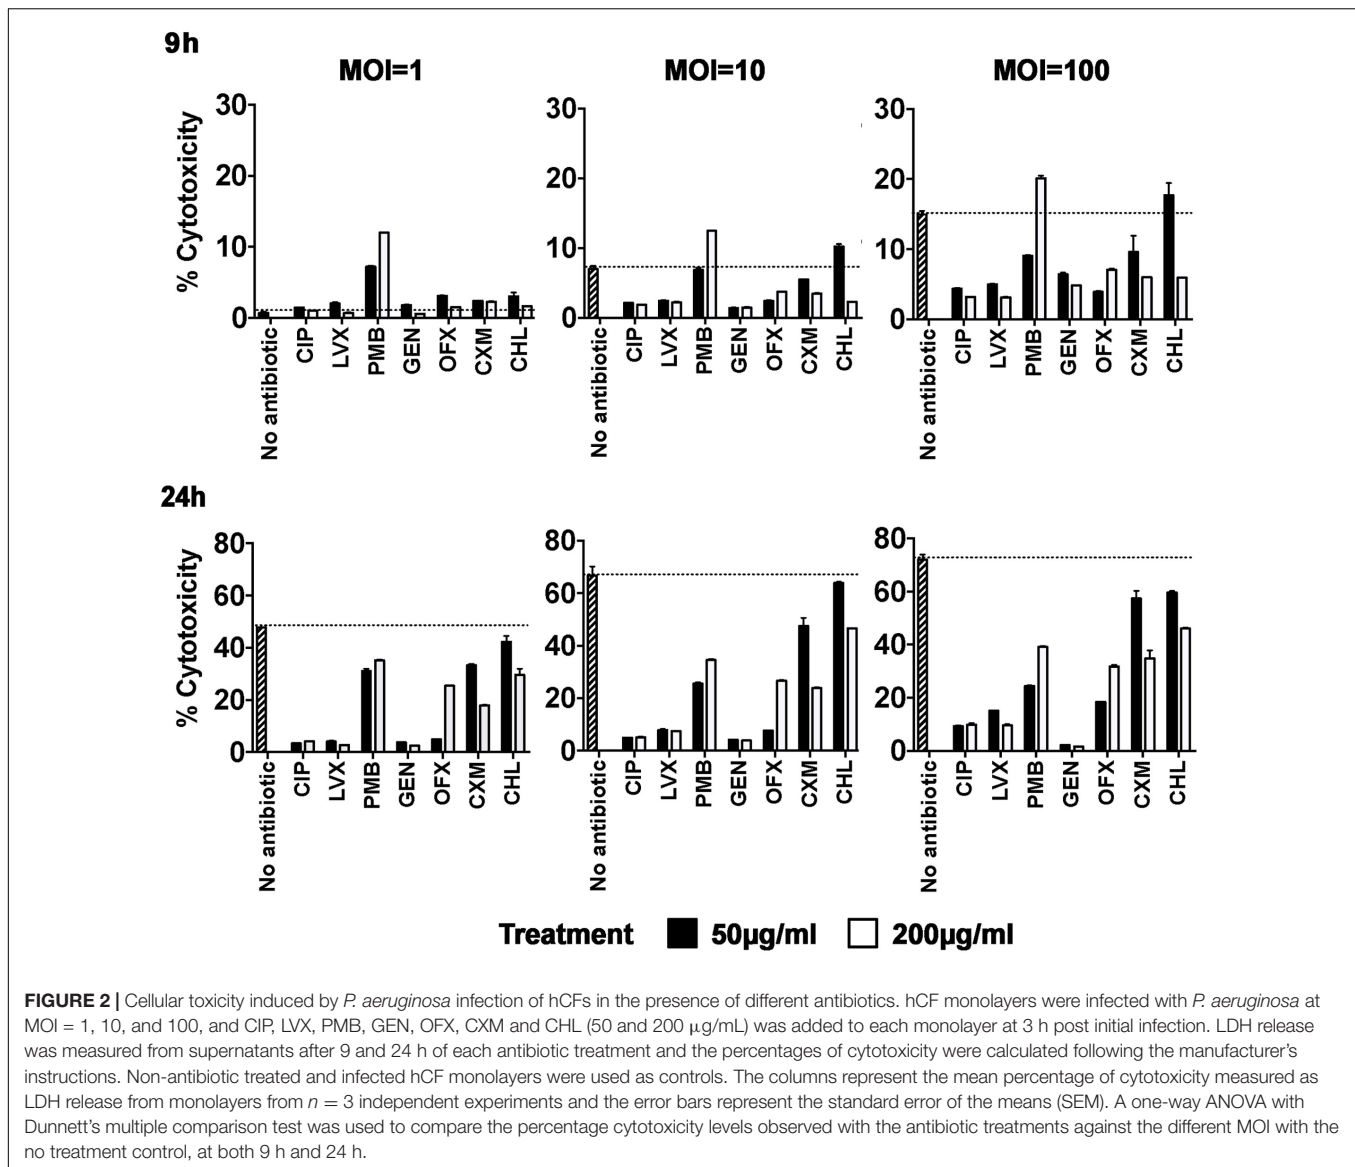 9h
MOI=1
MOI=10
MOI=100
% Cytotoxicity
30
20
10
0
No antibiotic
CIP
LVX
PMB
GEN
OFX
CXM
CHL
30
20
10
0
No antibiotic
CIP
LVX
PMB
GEN
OFX
CXM
CHL
30
20
10
0
No antibiotic
CIP
LVX
PMB
GEN
OFX
CXM
CHL
24h
% Cytotoxicity
80
60
40
20
0
No antibiotic
CIP
LVX
PMB
GEN
OFX
CXM
CHL
80
60
40
20
0
No antibiotic
CIP
LVX
PMB
GEN
OFX
CXM
CHL
80
60
40
20
0
No antibiotic
CIP
LVX
PMB
GEN
OFX
CXM
CHL
Treatment 50µg/ml 200µg/ml
FIGURE 2 | Cellular toxicity induced by P. aeruginosa infection of hCFs in the presence of different antibiotics. hCF monolayers were infected with P. aeruginosa at
MOI = 1, 10, and 100, and CIP, LVX, PMB, GEN, OFX, CXM and CHL (50 and 200 µg/mL) was added to each monolayer at 3 h post initial infection. LDH release
was measured from supernatants after 9 and 24 h of each antibiotic treatment and the percentages of cytotoxicity were calculated following the manufacturer's
instructions. Non-antibiotic treated and infected hCF monolayers were used as controls. The columns represent the mean percentage of cytotoxicity measured as
LDH release from monolayers from n = 3 independent experiments and the error bars represent the standard error of the means (SEM). A one-way ANOVA with
Dunnett's multiple comparison test was used to compare the percentage cytotoxicity levels observed with the antibiotic treatments against the different MOI with the
no treatment control, at both 9 h and 24 h.